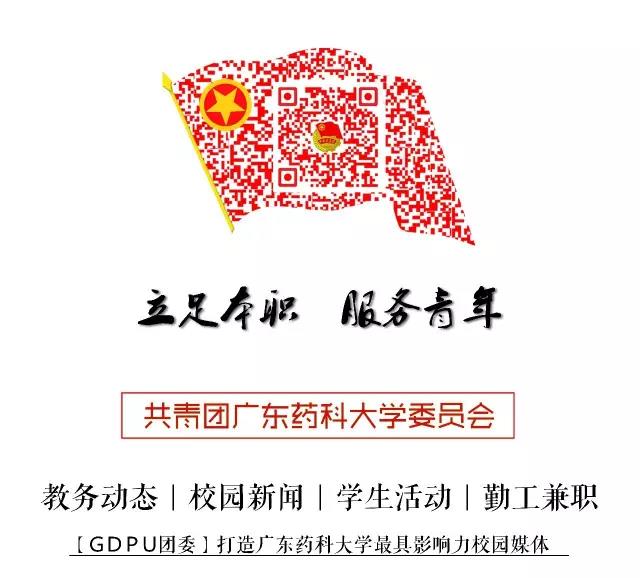 立足本职 服务青年
共青团广东药科大学委员会
教务动态|校园新闻|学生活动|勤工兼职
【GDPU团委】打造广东药科大学最具影响力校园媒体